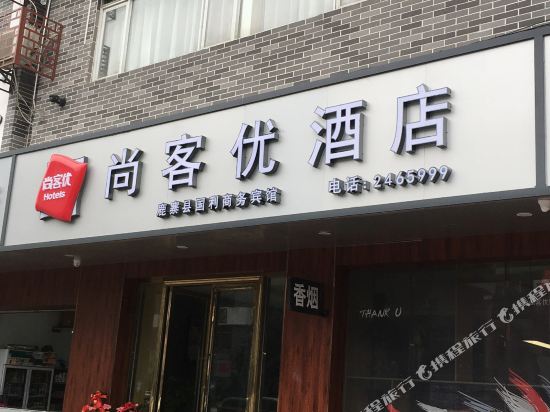 尚客优酒店
尚客优
Hotels
鹿寨县国利商务宾馆
电话:2465999
香烟
THANK U
携程旅行
携程旅行